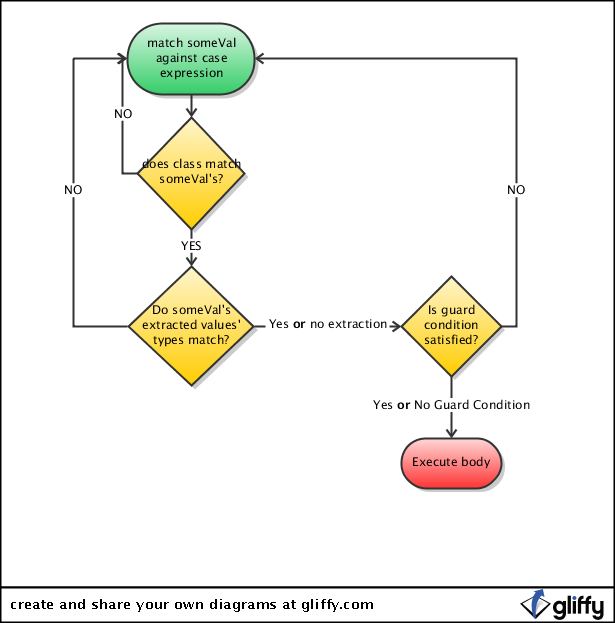 match someVal
against case
expression
NO
does class match
someVal's?
NO
NO
YES
Do someVal's
extracted values'
types match?
Yes or no extraction
Is guard
condition
satisfied?
Yes or No Guard Condition
Execute body
create and share your own diagrams at gliffy.com
gliffy